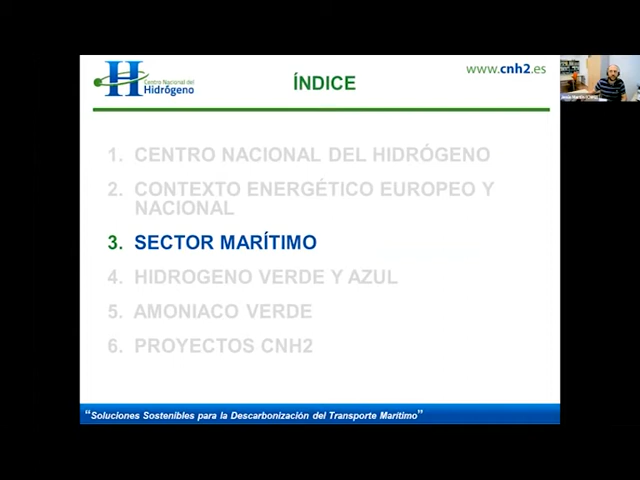 H
Centro Nacional del
Hidrógeno
ÍNDICE
www.cnh2.es
1. CENTRO NACIONAL DEL HIDRÓGENO
2. CONTEXTO ENERGÉTICO EUROPEO Y
NACIONAL
3. SECTOR MARÍTIMO
4. HIDROGENO VERDE Y AZUL
5. AMONIACO VERDE
6. PROYECTOS CNH2
“Soluciones Sostenibles para la Descarbonización del Transporte Marítimo”